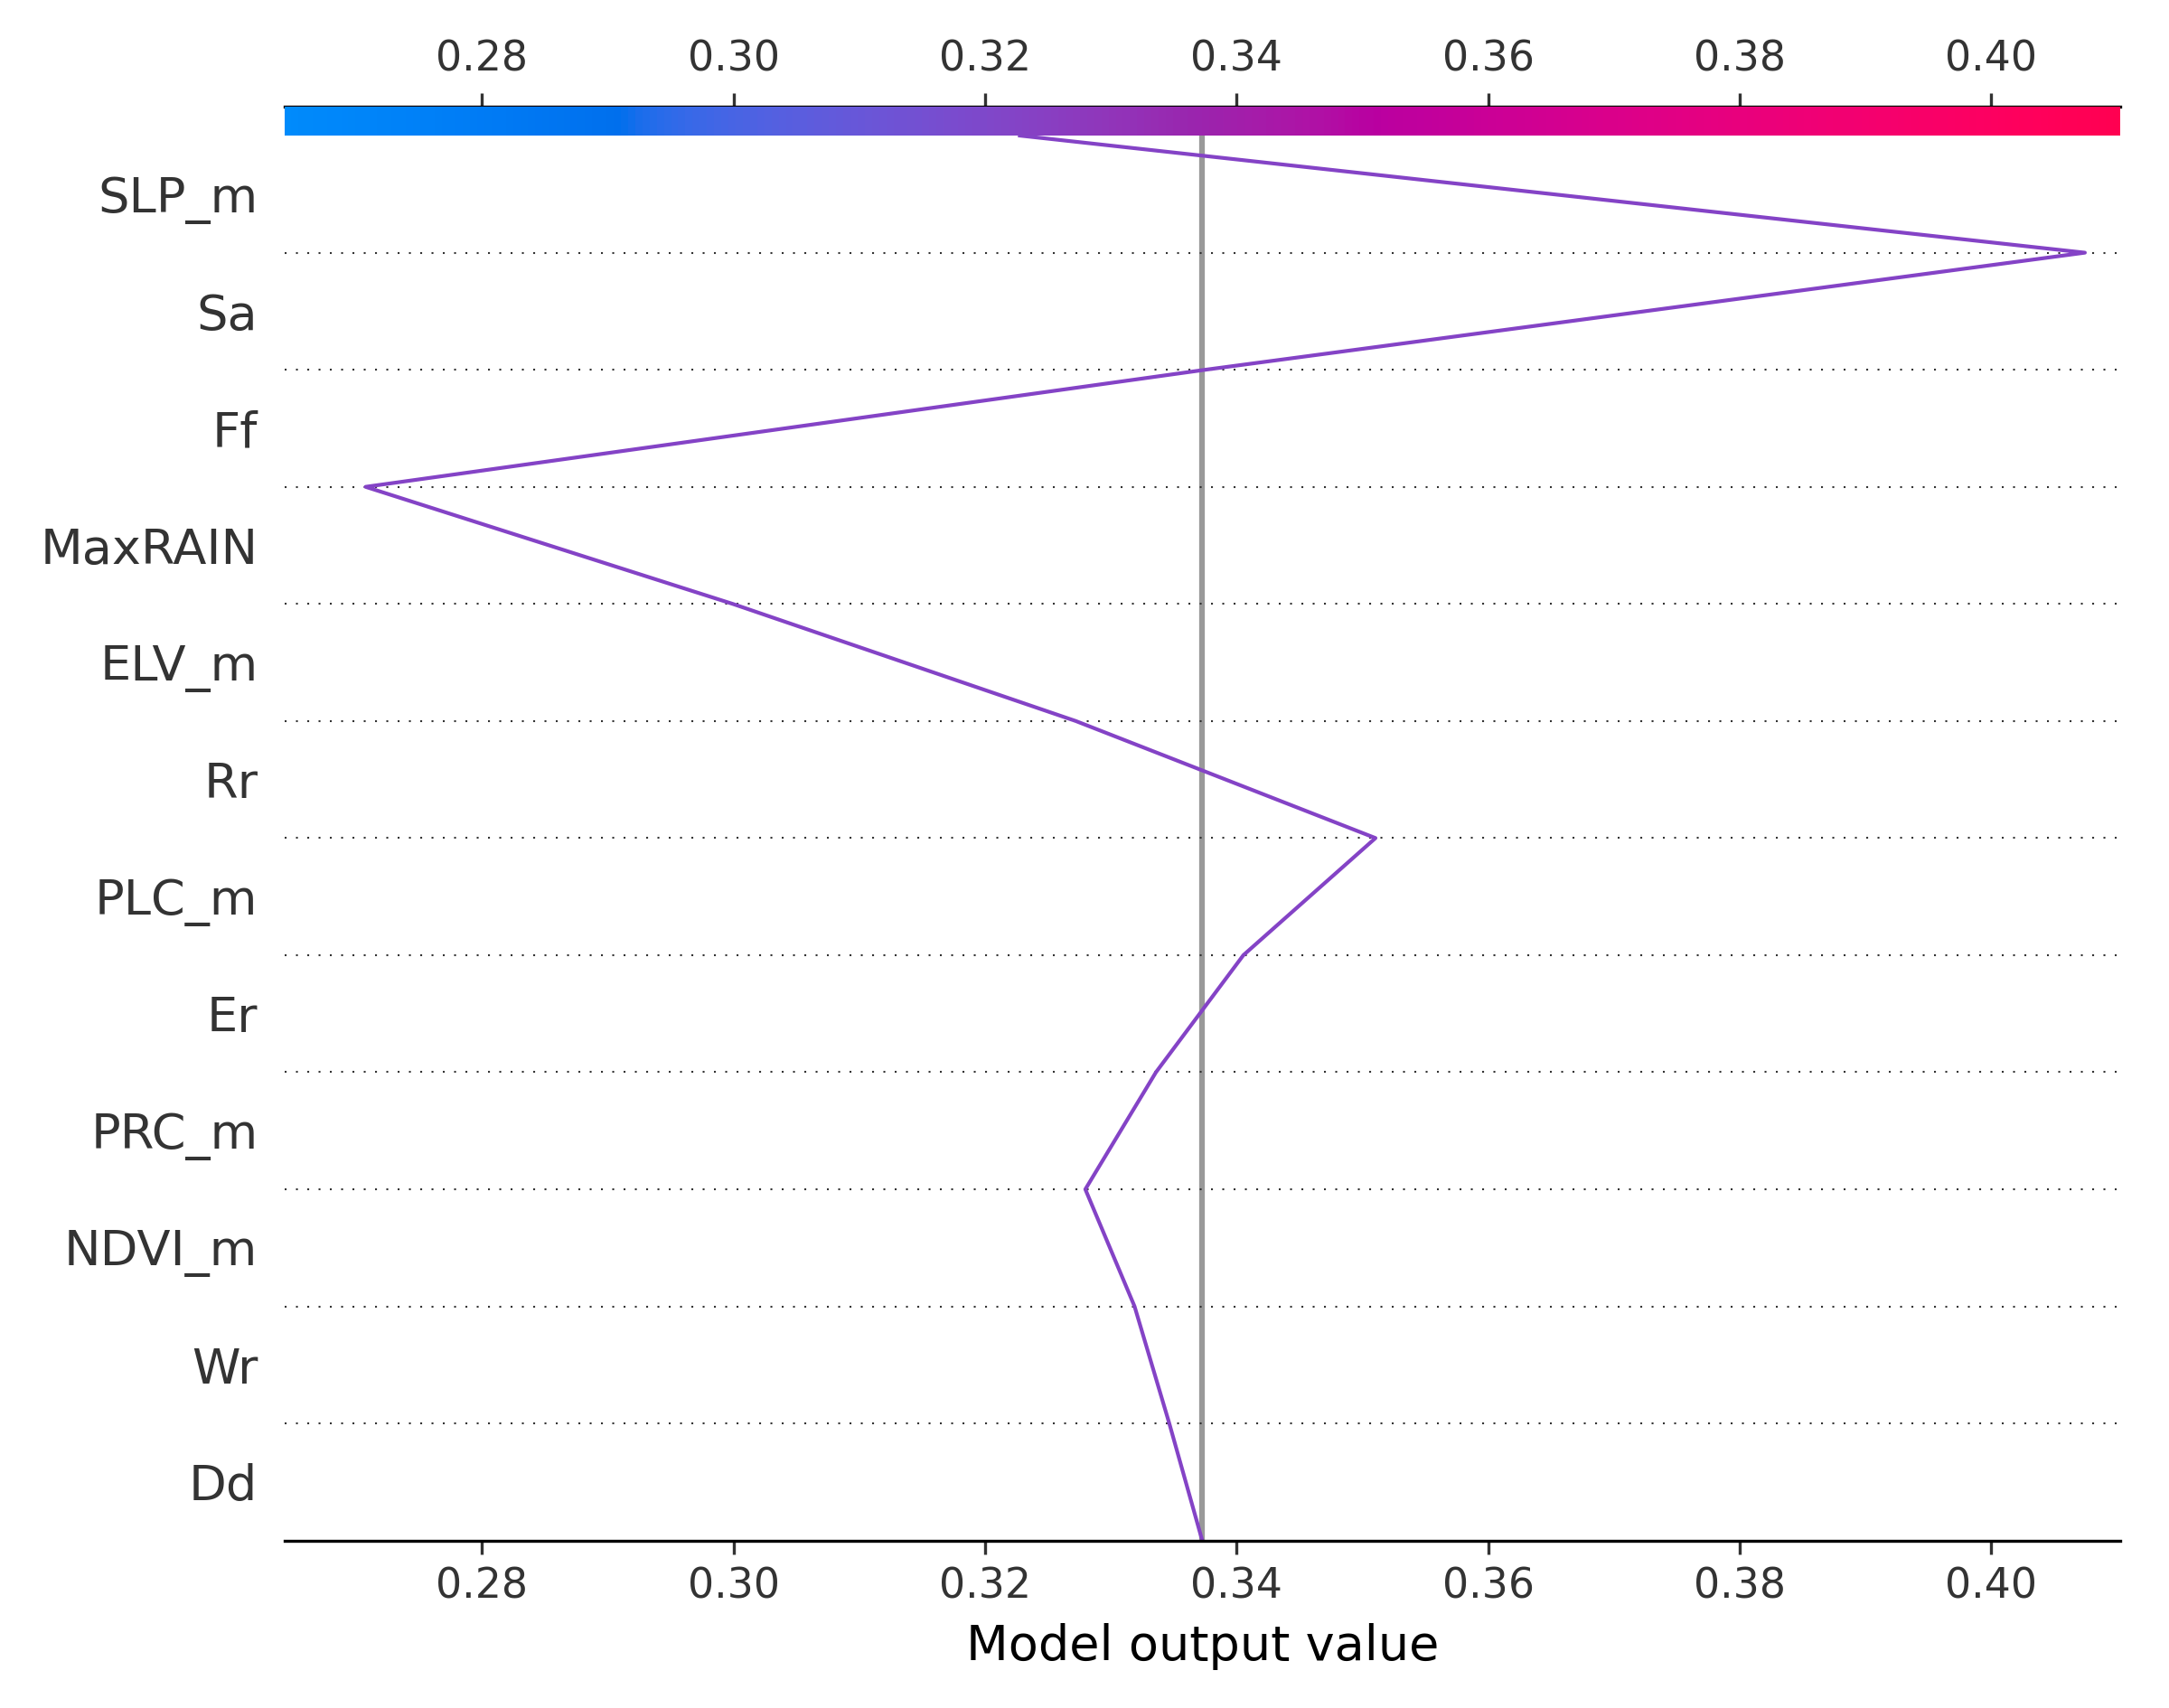 0.28 0.30 0.32 0.34 0.36 0.38 0.40
SLP_m
Sa
Ff
MaxRAIN
ELV_m
Rr
PLC_m
Er
PRC_m
NDVI_m
Wr
Dd
0.28 0.30 0.32 0.34 0.36 0.38 0.40
Model output value